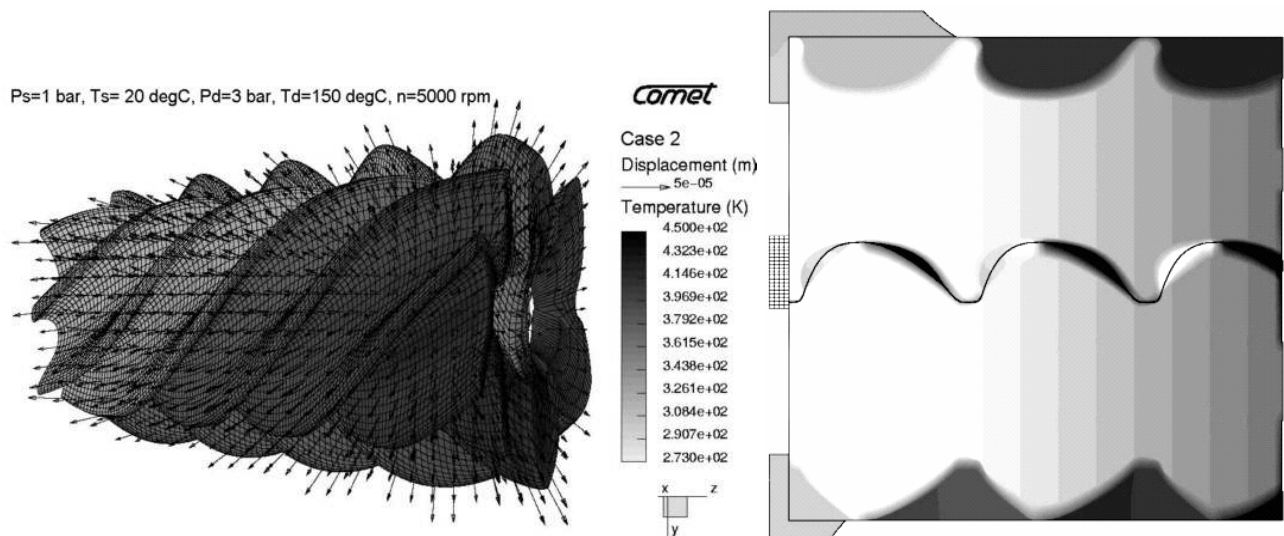 Ps=1 bar, Ts= 20 degC, Pd=3 bar, Td=150 degC, n=5000 rpm
Comet
Case 2
Displacement (m)
5e-05
Temperature (K)
4.500e+02
4.323e+02
4.146e+02
3.969e+02
3.792e+02
3.615e+02
3.438e+02
3.261e+02
3.084e+02
2.907e+02
2.730e+02
x z
y